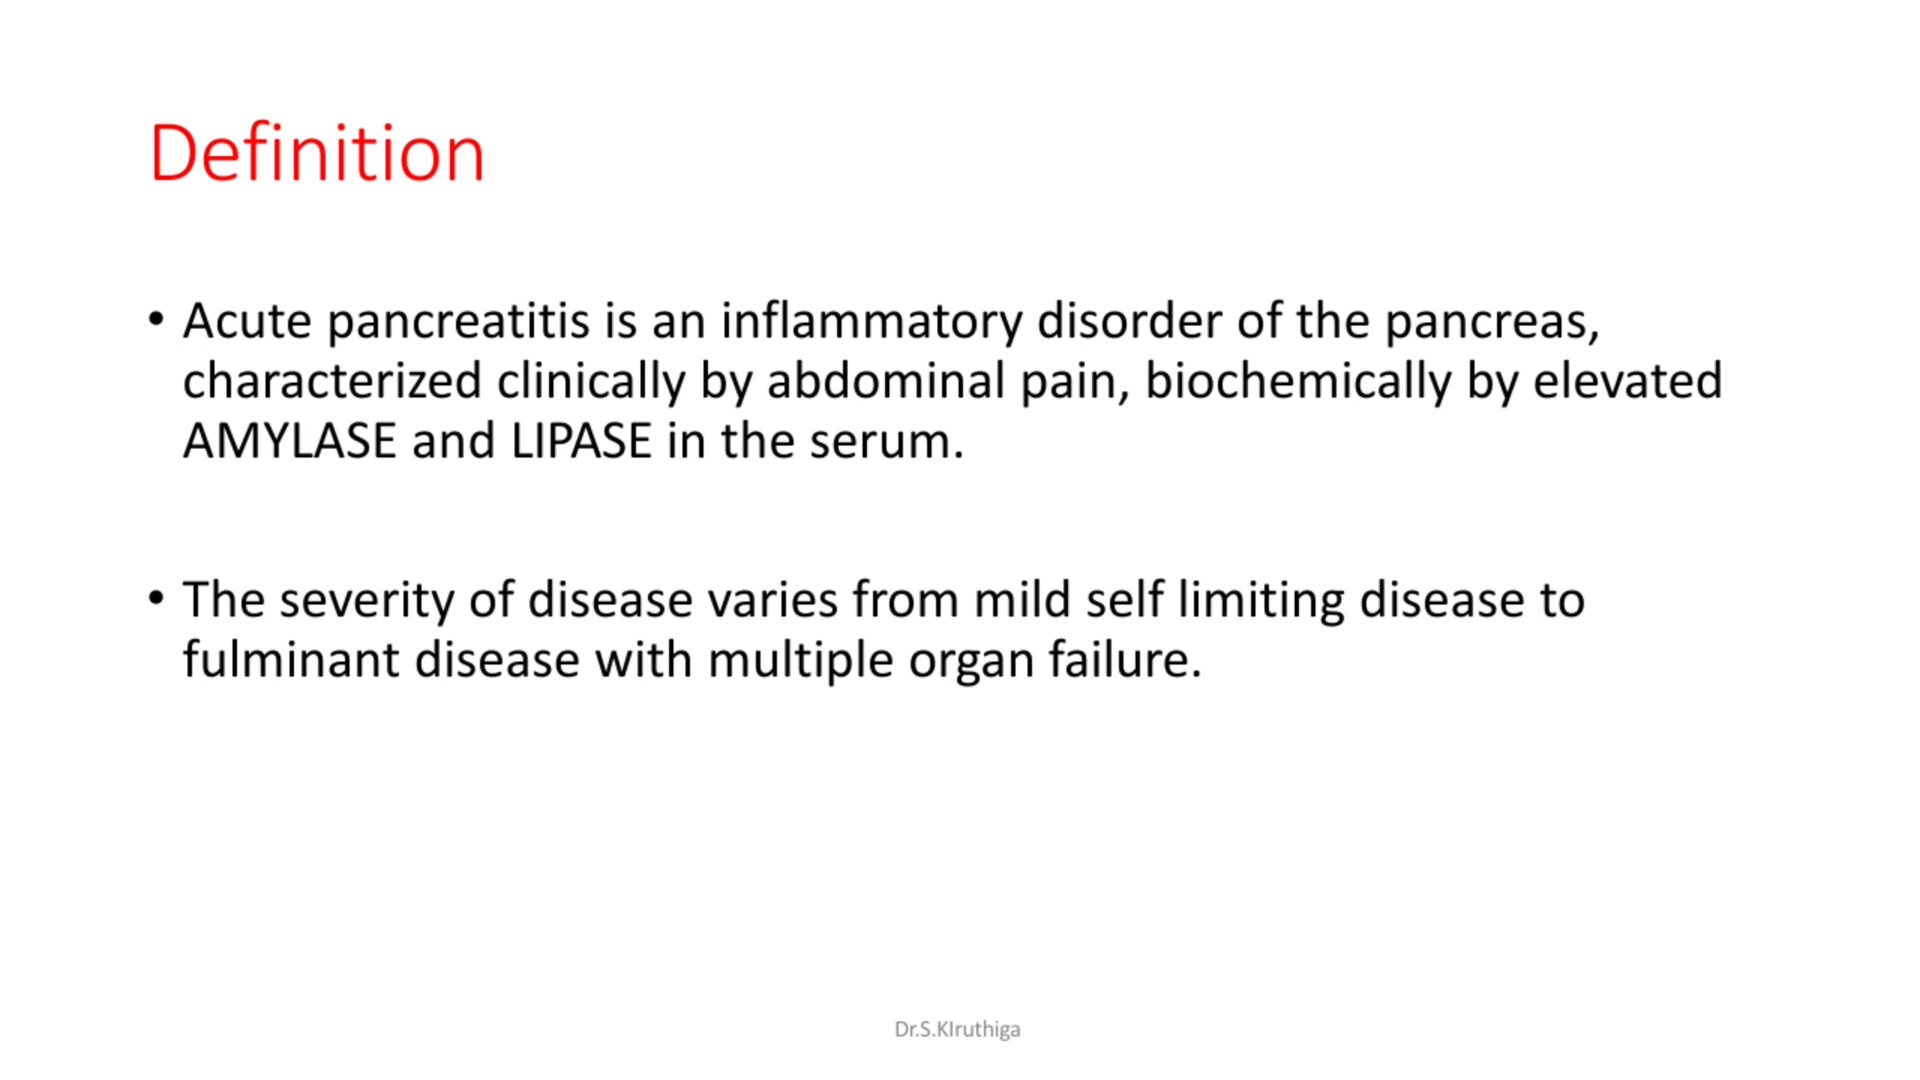 Definition
• Acute pancreatitis is an inflammatory disorder of the pancreas,
characterized clinically by abdominal pain, biochemically by elevated
AMYLASE and LIPASE in the serum.
• The severity of disease varies from mild self limiting disease to
fulminant disease with multiple organ failure.
Dr.S.KIruthiga